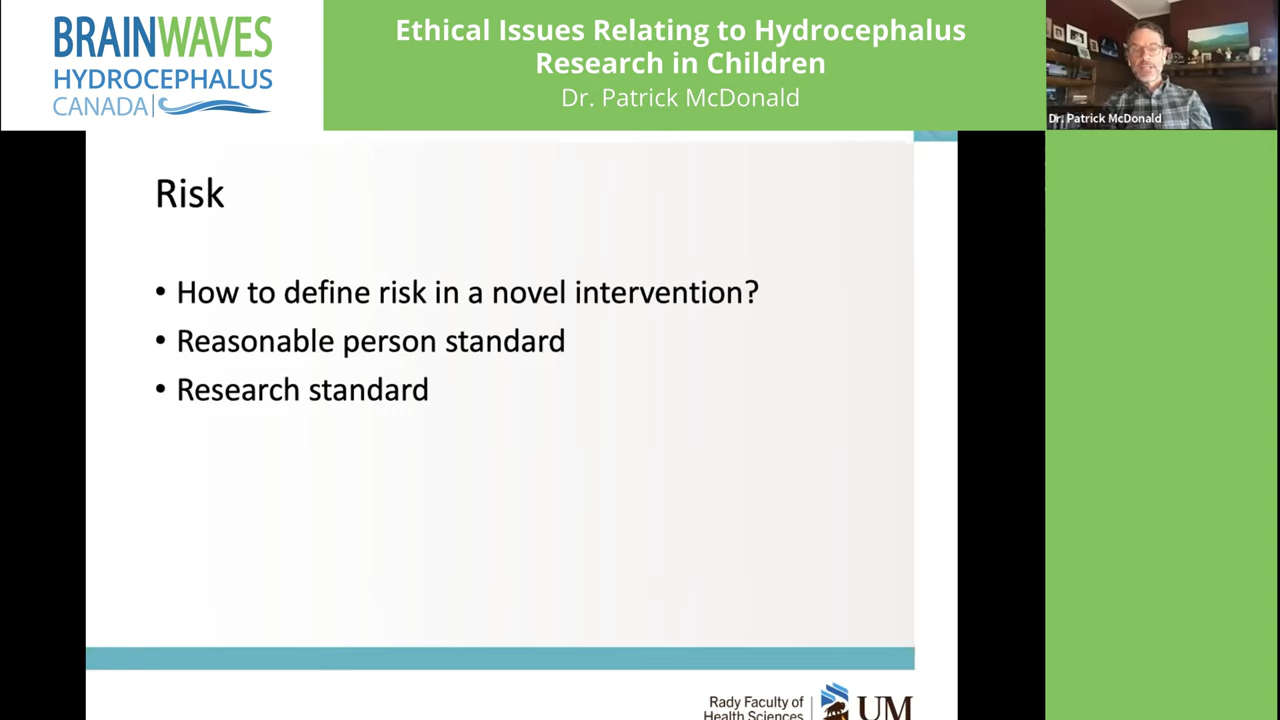 BRAINWAVES
HYDROCEPHALUS
CANADA
Ethical Issues Relating to Hydrocephalus
Research in Children
Dr. Patrick McDonald
Dr. Patrick McDonald
Risk
• How to define risk in a novel intervention?
• Reasonable person standard
• Research standard
Rady Faculty of
Health Sciences
UM